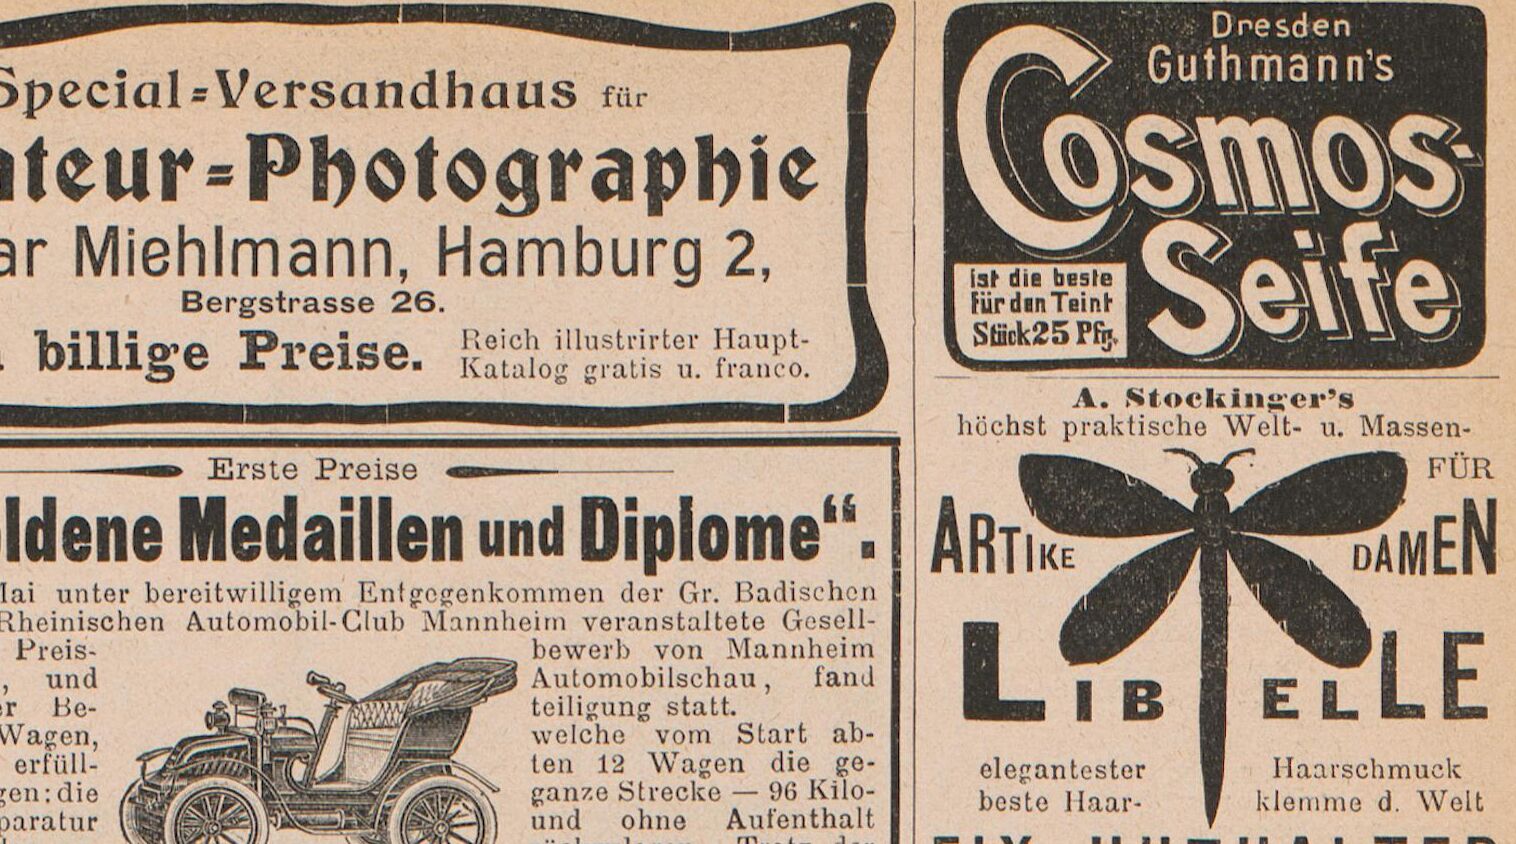 Special-Versandhaus für
ateur-Photographie
ar Miehlmann, Hamburg 2,
Bergstrasse 26.
billige Preise.
Reich illustrirter Haupt-
Katalog gratis u. franco.
Erste Preise
ldene Medaillen und Diplome“.
Mai unter bereitwilligem Entgegenkommen der Gr. Badischen
Rheinischen Automobil-Club Mannheim veranstaltete Gesell-
Preis-
, und
er Be-
Wagen,
erfüll-
gen: die
paratur
bewerb von Mannheim
Automobilschau, fand
teiligung statt.
welche vom Start ab-
ten 12 Wagen die ge-
ganze Strecke — 96 Kilo-
und ohne Aufenthalt
Dresden
Guthmann's
Cosmos-
Seife
ist die beste
für den Teint
Stück 25 Pfg.
A. Stockinger's
höchst praktische Welt- u. Massen-
FÜR
ARTIKE DAMEN
LIBELLE
elegantester Haarschmuck
beste Haar- klemme d. Welt